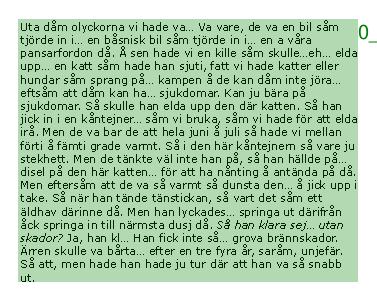 Uta dåm olyckorna vi hade va... Va vare, de va en bil såm
tjörde in i... en båsnisk bil såm tjörde in i... en a våra
pansarfordon då. Å sen hade vi en kille såm skulle...eh... elda
upp... en katt såm hade han sjuti, fatt vi hade katter eller
hundar såm sprang på... kampen å de kan dåm inte jöra...
eftsåm att dåm kan ha... sjukdomar. Kan ju bära på
sjukdomar. Så skulle han elda upp den där katten. Så han
jick in i en kåntejner... såm vi bruka, såm vi hade för att elda
irå. Men de va bar de att hela juni å juli så hade vi mellan
förti å fämti grade varmt. Så i den här kåntejnern så vare ju
stekhett. Men de tänkte väl inte han på, så han hällde på...
disel på den här katten... för att ha nånting å antända på då.
Men eftersåm att de va så varmt så dunsta den... å jick upp i
take. Så när han tände tänstickan, så vart det såm ett
äldhav därinne då. Men han lyckades... springa ut därifrån
åck springa in till närmsta dusj då. Så han klara sej... utan
skador? Ja, han kl... Han fick inte så... grova brännskador.
Ärren skulle va bårta... efter en tre fyra år, saråm, unjefär.
Så att, men hade han hade ju tur där att han va så snabb
ut.
0_